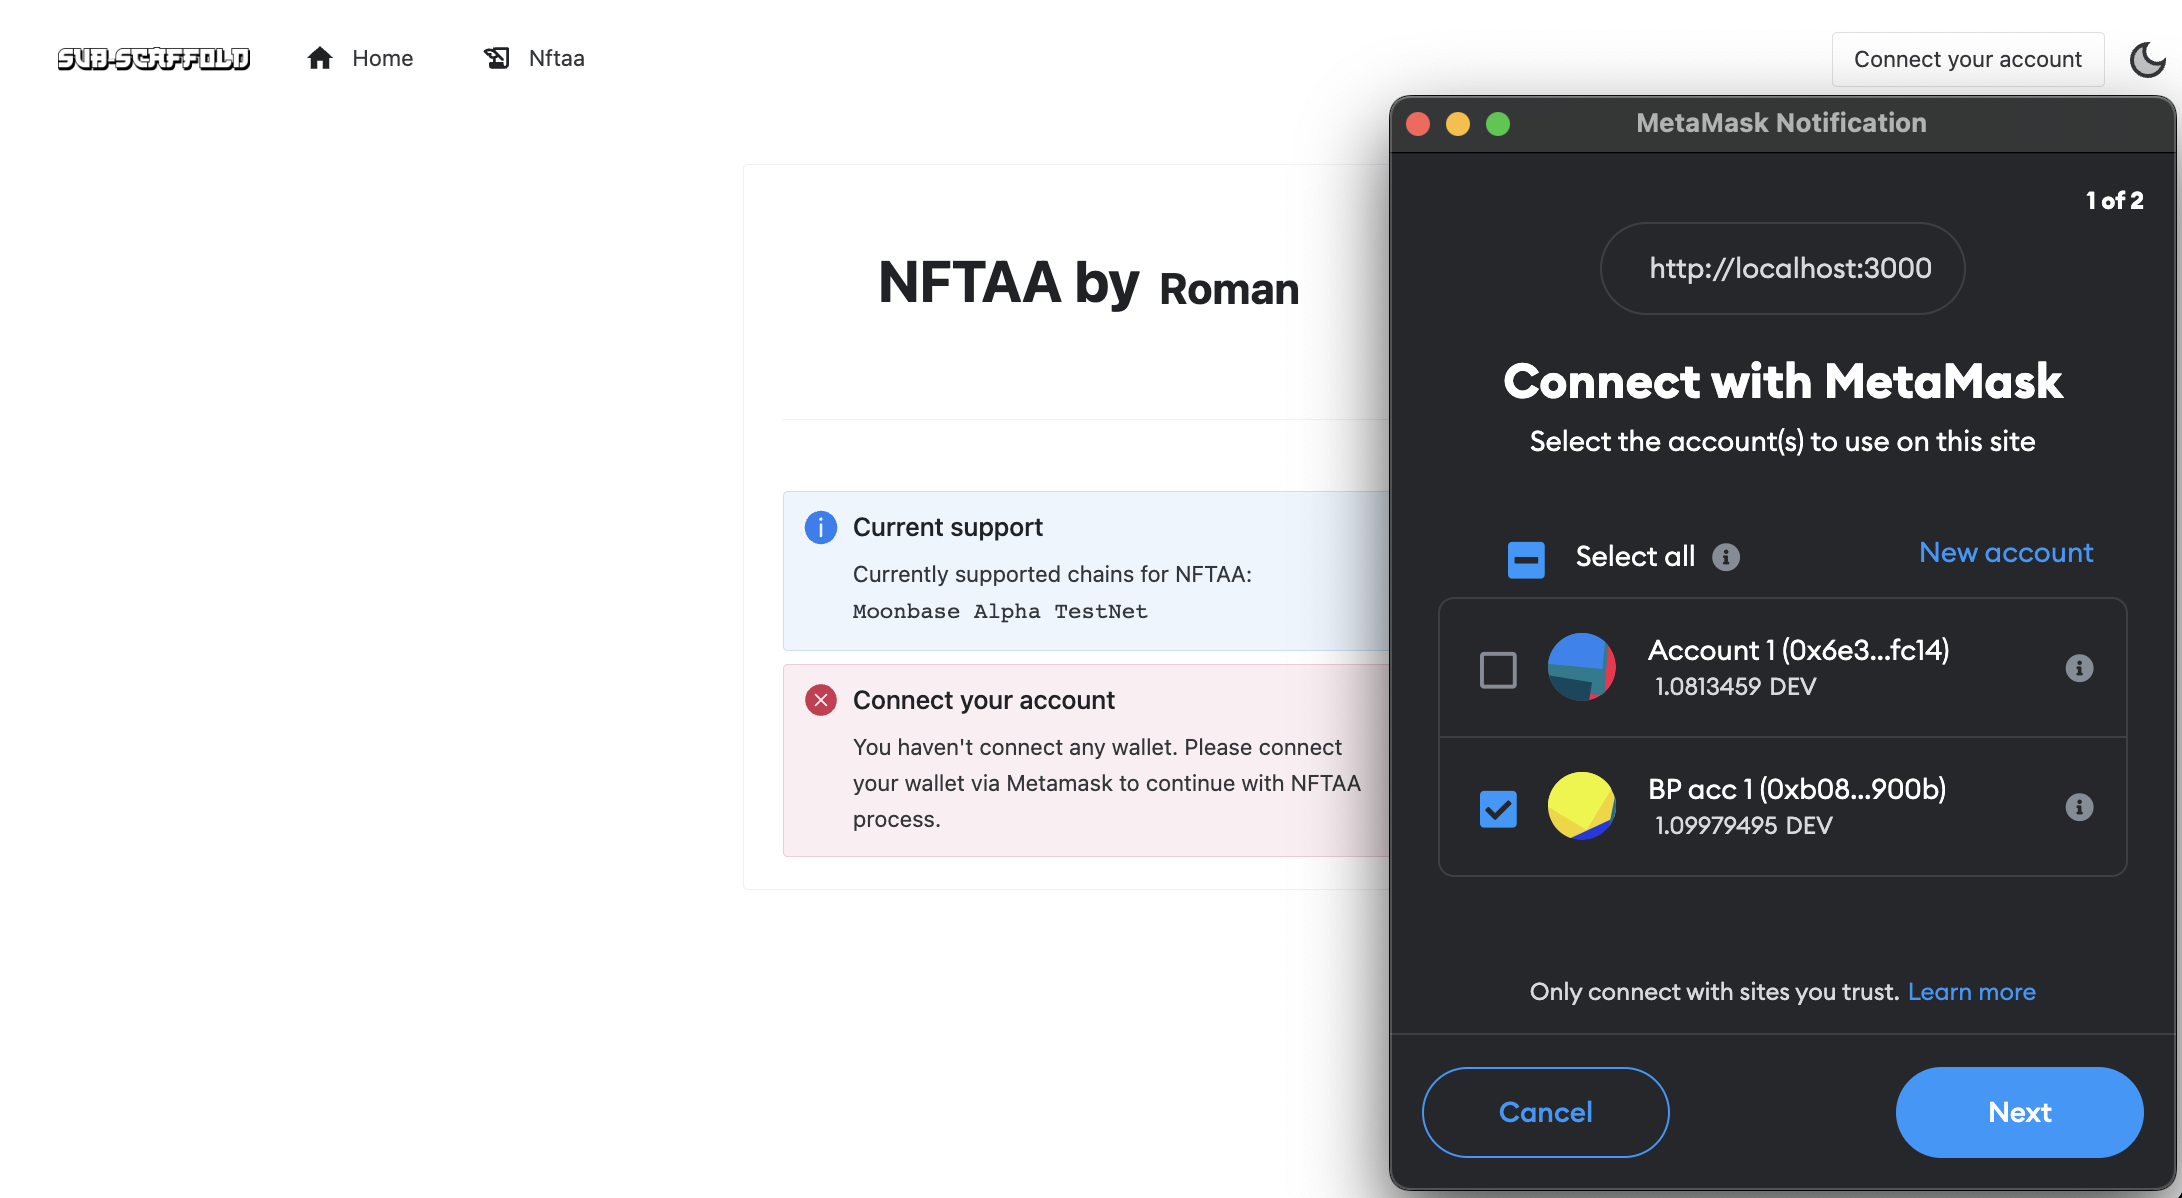 SUB-SCAFFOLD
Home
Nftaa
Connect your account
NFTAA by Roman
Current support
Currently supported chains for NFTAA:
Moonbase Alpha TestNet
Connect your account
You haven't connect any wallet. Please connect
your wallet via Metamask to continue with NFTAA
process.
MetaMask Notification
1 of 2
http://localhost:3000
Connect with MetaMask
Select the account(s) to use on this site
Select all
New account
Account 1 (0x6e3...fc14)
1.0813459 DEV
BP acc 1 (0xb08...900b)
1.09979495 DEV
Only connect with sites you trust. Learn more
Cancel
Next